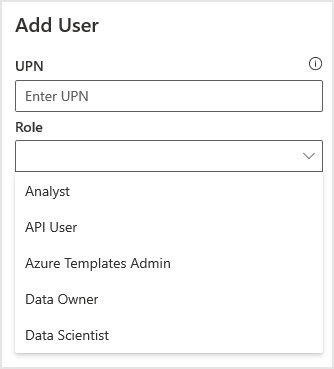 Add User
UPN
Enter UPN
Role
Analyst
API User
Azure Templates Admin
Data Owner
Data Scientist